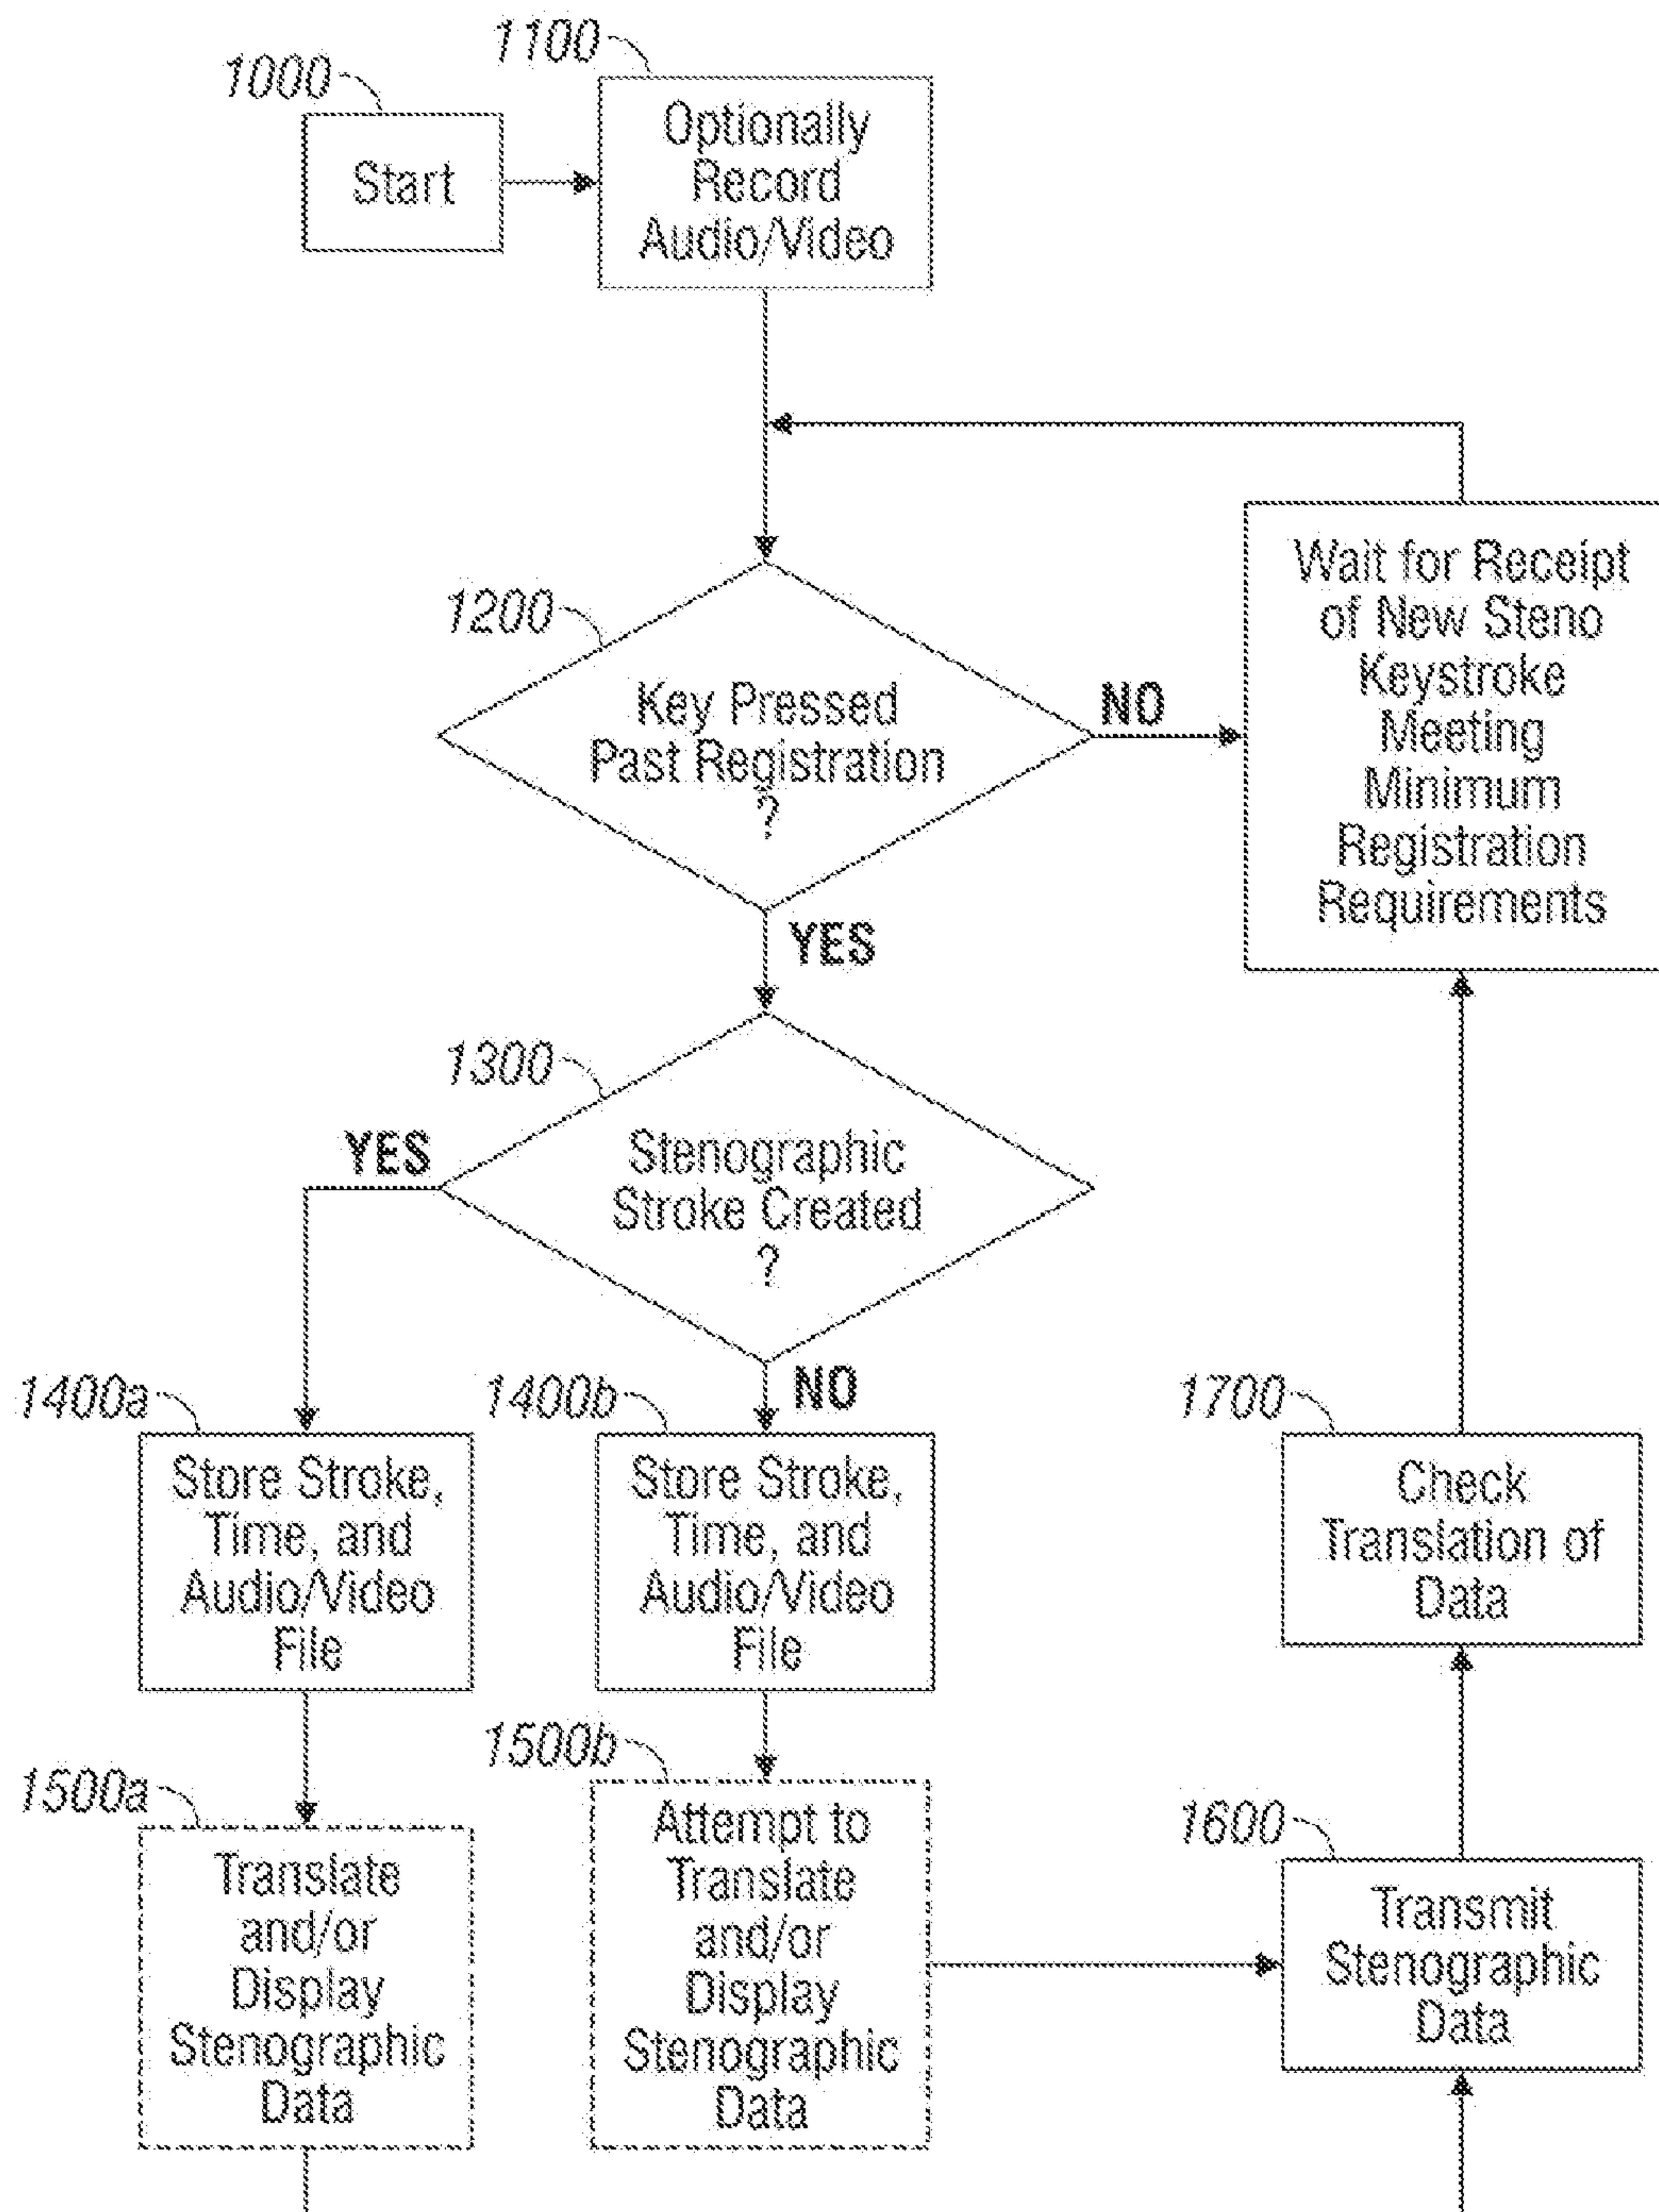 1000
Start
1100
Optionally
Record
Audio/Video
1200
Key Pressed
Past Registration
?
NO
Wait for Receipt
of New Steno
Keystroke
Meeting
Minimum
Registration
Requirements
YES
1300
Stenographic
Stroke Created
?
YES
NO
1400a
Store Stroke,
Time, and
Audio/Video
File
1400b
Store Stroke,
Time, and
Audio/Video
File
1500a
Translate
and/or
Display
Stenographic
Data
1500b
Attempt to
Translate
and/or
Display
Stenographic
Data
1600
Transmit
Stenographic
Data
1700
Check
Translation of
Data